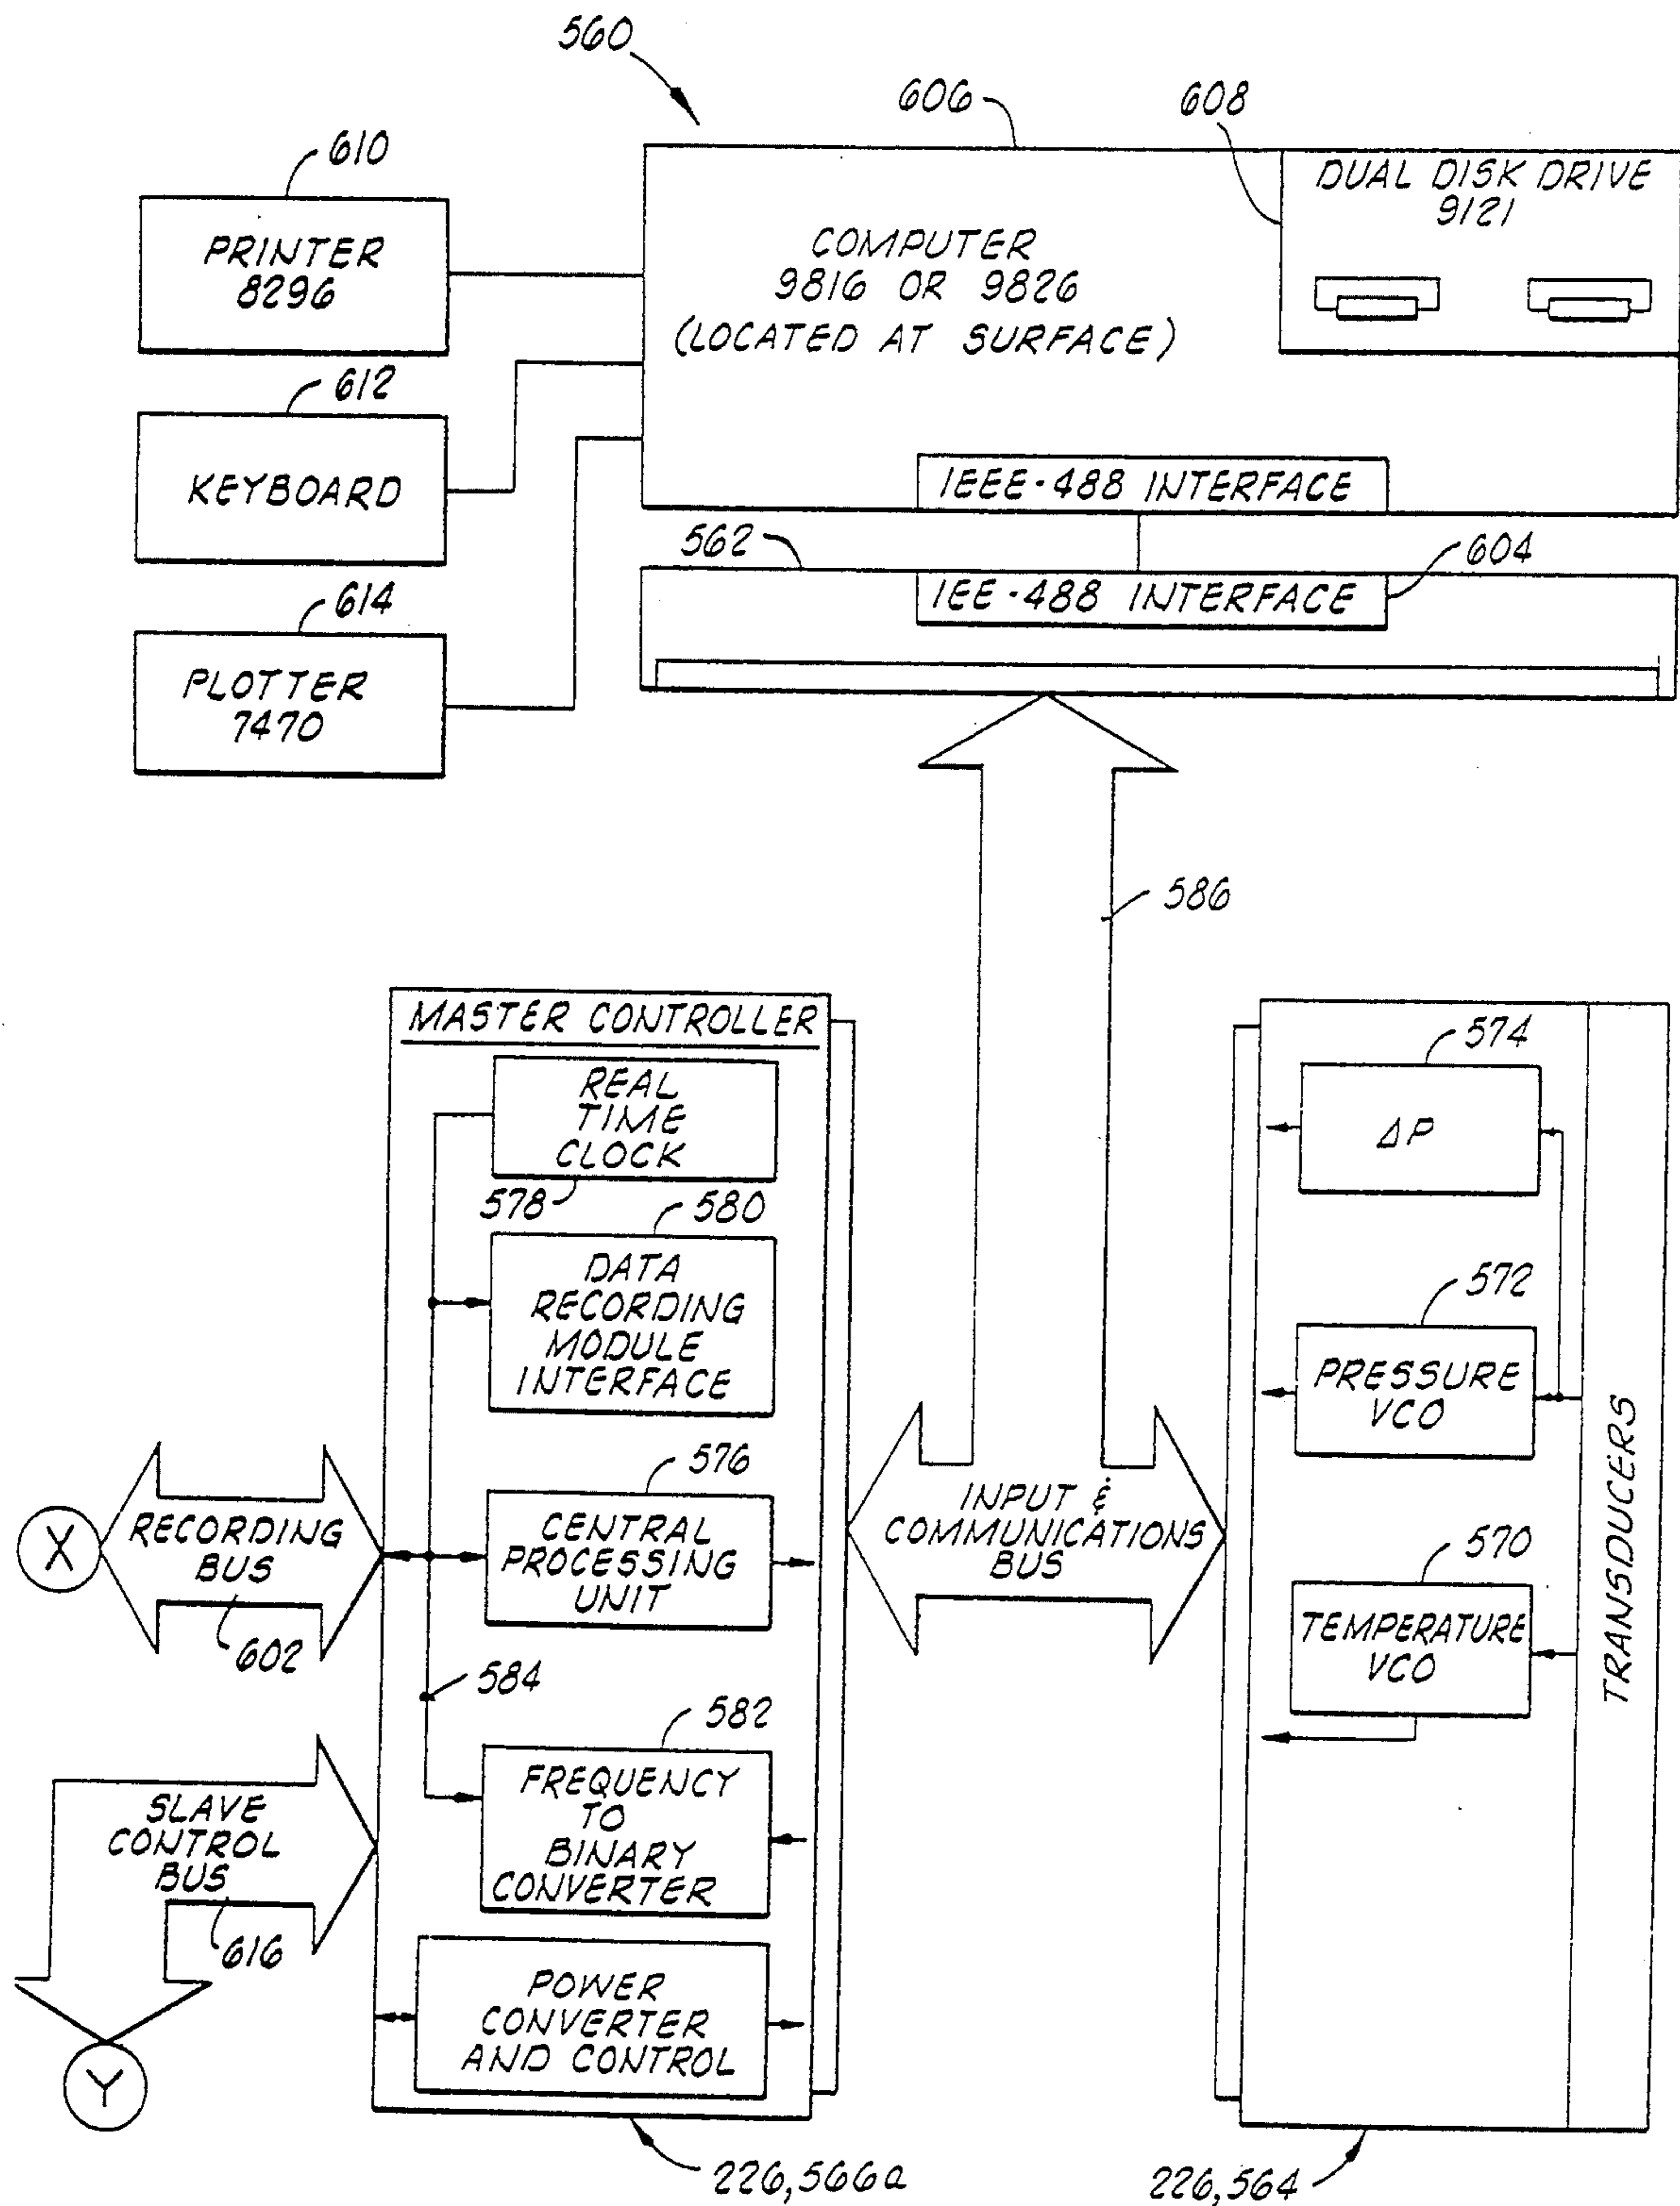 560
606
608
610
DUAL DISK DRIVE
9121
PRINTER
8296
COMPUTER
9816 OR 9826
(LOCATED AT SURFACE)
612
KEYBOARD
IEEE-488 INTERFACE
562
604
IEE-488 INTERFACE
614
PLOTTER
7470
586
MASTER CONTROLLER
REAL
TIME
CLOCK
578
580
DATA
RECORDING
MODULE
INTERFACE
576
CENTRAL
PROCESSING
UNIT
X
RECORDING
BUS
602
584
582
FREQUENCY
TO
BINARY
CONVERTER
SLAVE
CONTROL
BUS
616
Y
POWER
CONVERTER
AND CONTROL
226,566a
INPUT &
COMMUNICATIONS
BUS
574
ΔP
572
PRESSURE
VCO
570
TEMPERATURE
VCO
TRANSDUCERS
226,564